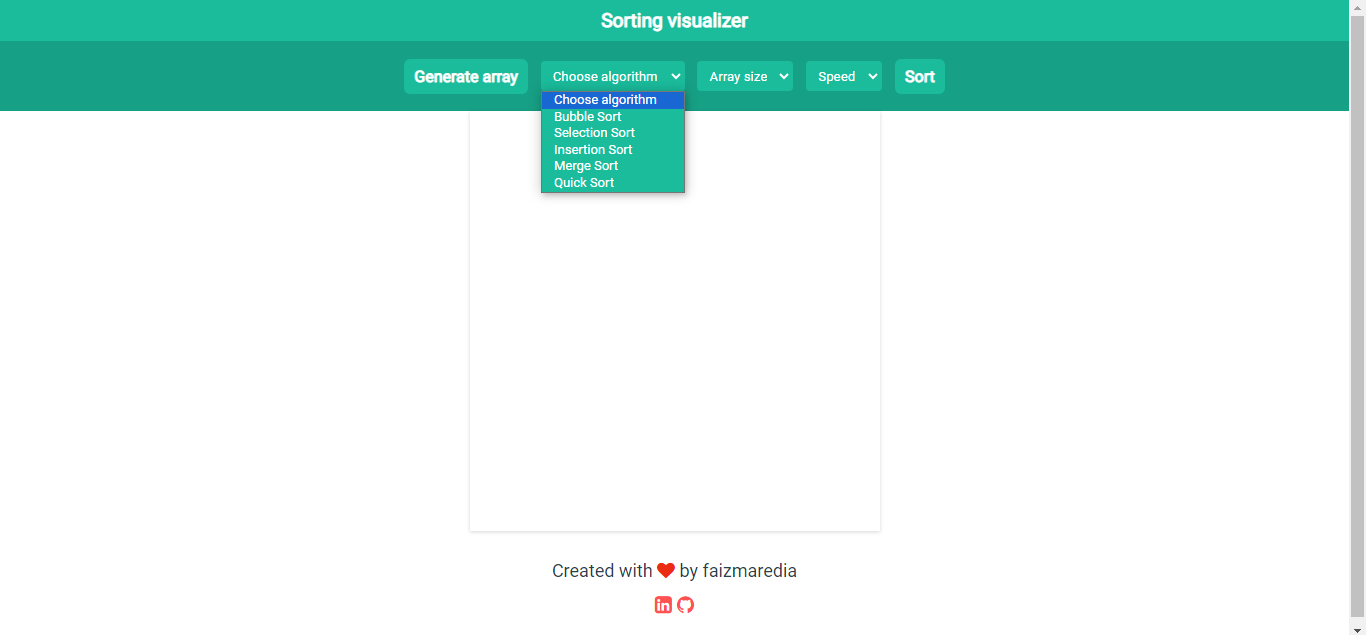 Sorting visualizer
Generate array Choose algorithm Array size Speed Sort
Choose algorithm
Bubble Sort
Selection Sort
Insertion Sort
Merge Sort
Quick Sort
Created with ❤ by faizmaredia
in